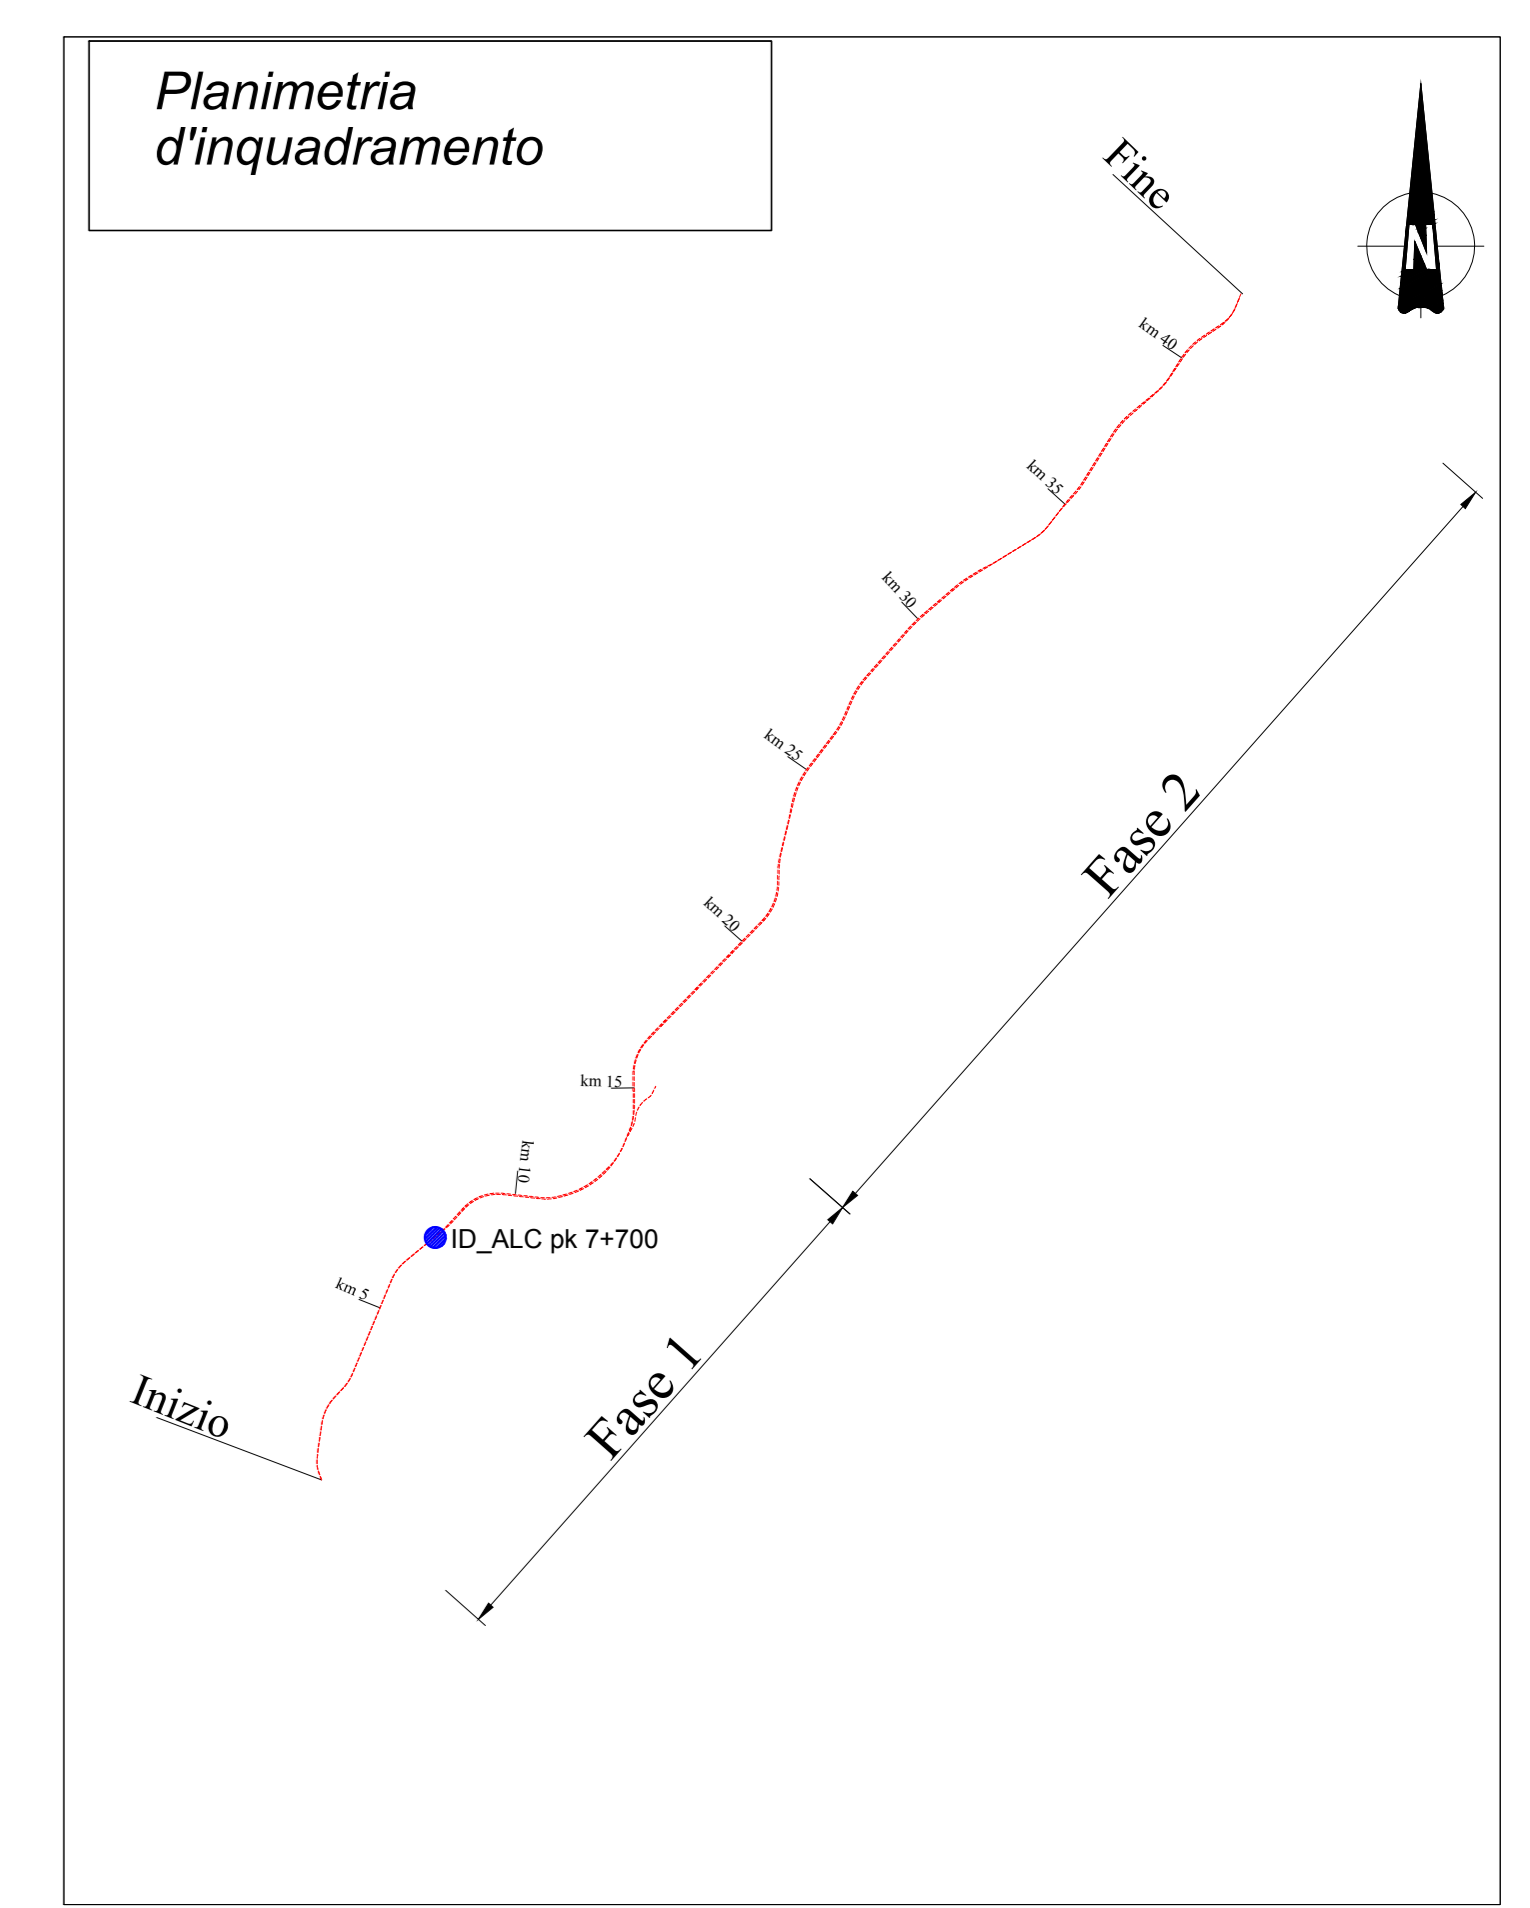 Planimetria
d'inquadramento
Fine
N
km 40
km 35
km 30
km 25
Fase 2
km 20
km 15
km 10
ID_ALC pk 7+700
km 5
Fase 1
Inizio